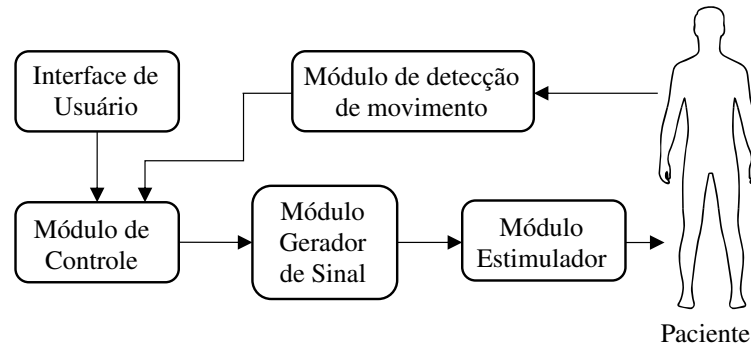 Interface de
Usuário
Módulo de detecção
de movimento
Módulo de
Controle
Módulo
Gerador
de Sinal
Módulo
Estimulador
Paciente